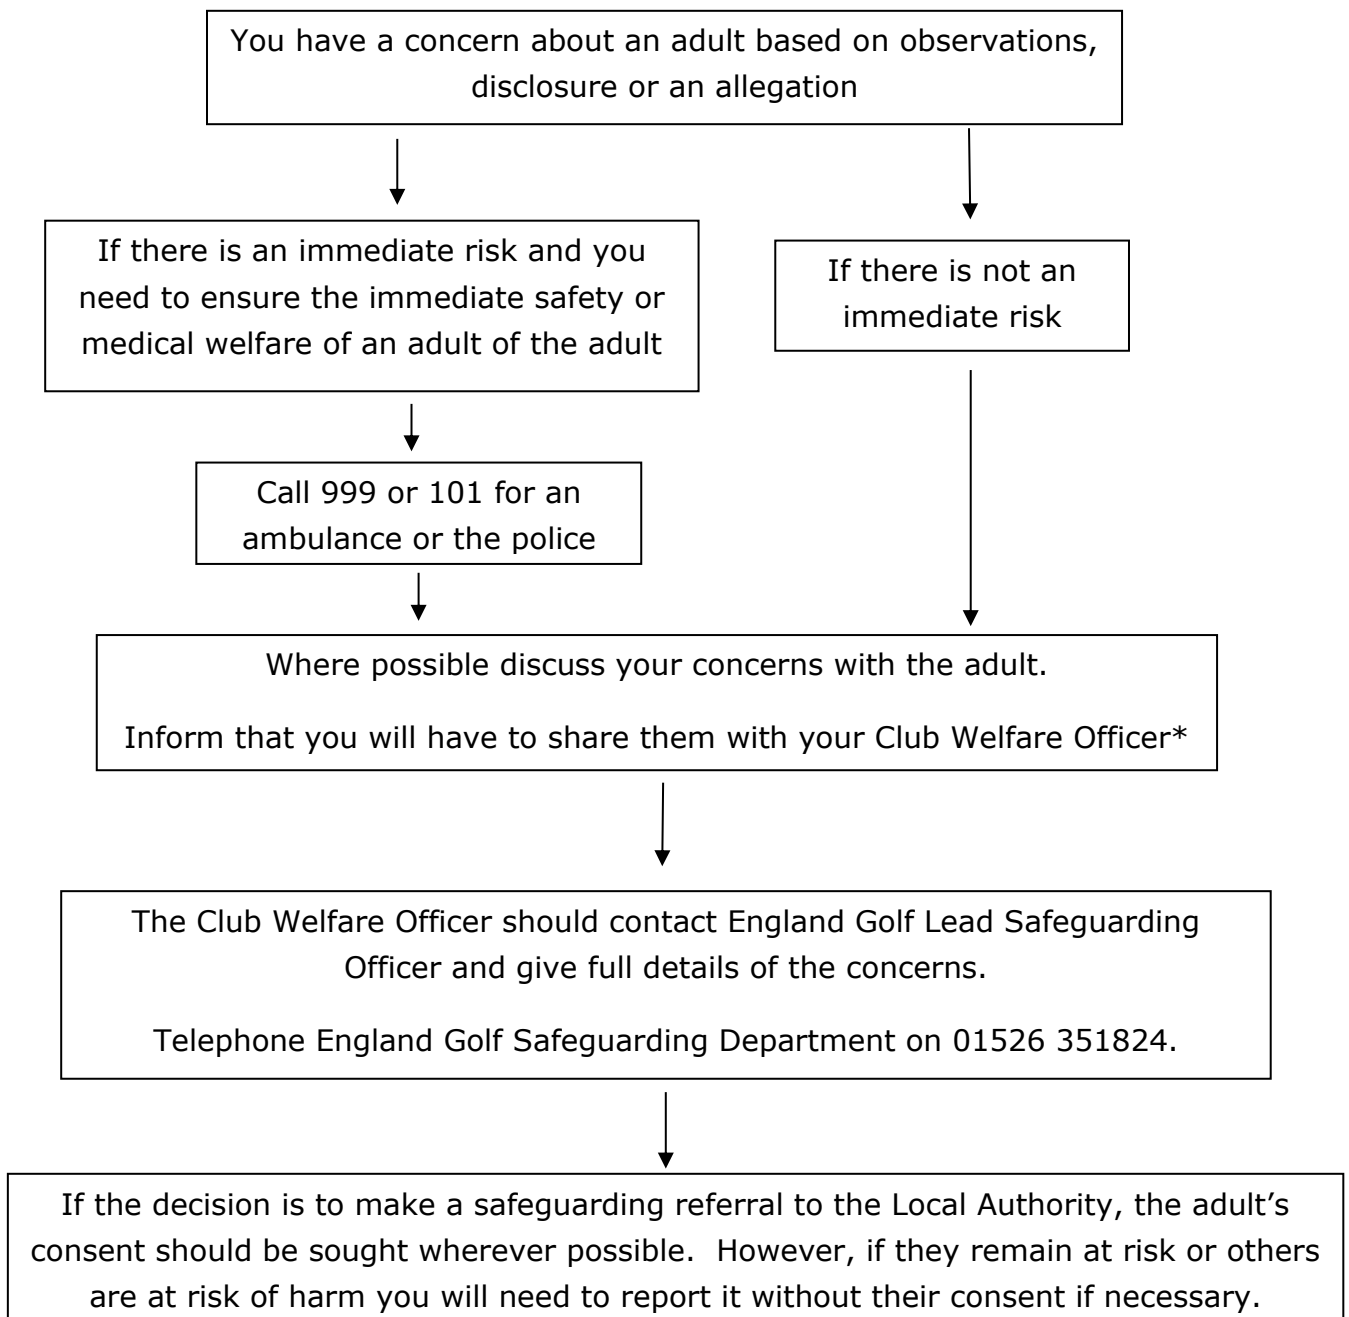 You have a concern about an adult based on observations,
disclosure or an allegation
If there is an immediate risk and you
need to ensure the immediate safety or
medical welfare of an adult of the adult
If there is not an
immediate risk
Call 999 or 101 for an
ambulance or the police
Where possible discuss your concerns with the adult.
Inform that you will have to share them with your Club Welfare Officer*
The Club Welfare Officer should contact England Golf Lead Safeguarding
Officer and give full details of the concerns.
Telephone England Golf Safeguarding Department on 01526 351824.
If the decision is to make a safeguarding referral to the Local Authority, the adult’s
consent should be sought wherever possible.  However, if they remain at risk or others
are at risk of harm you will need to report it without their consent if necessary.